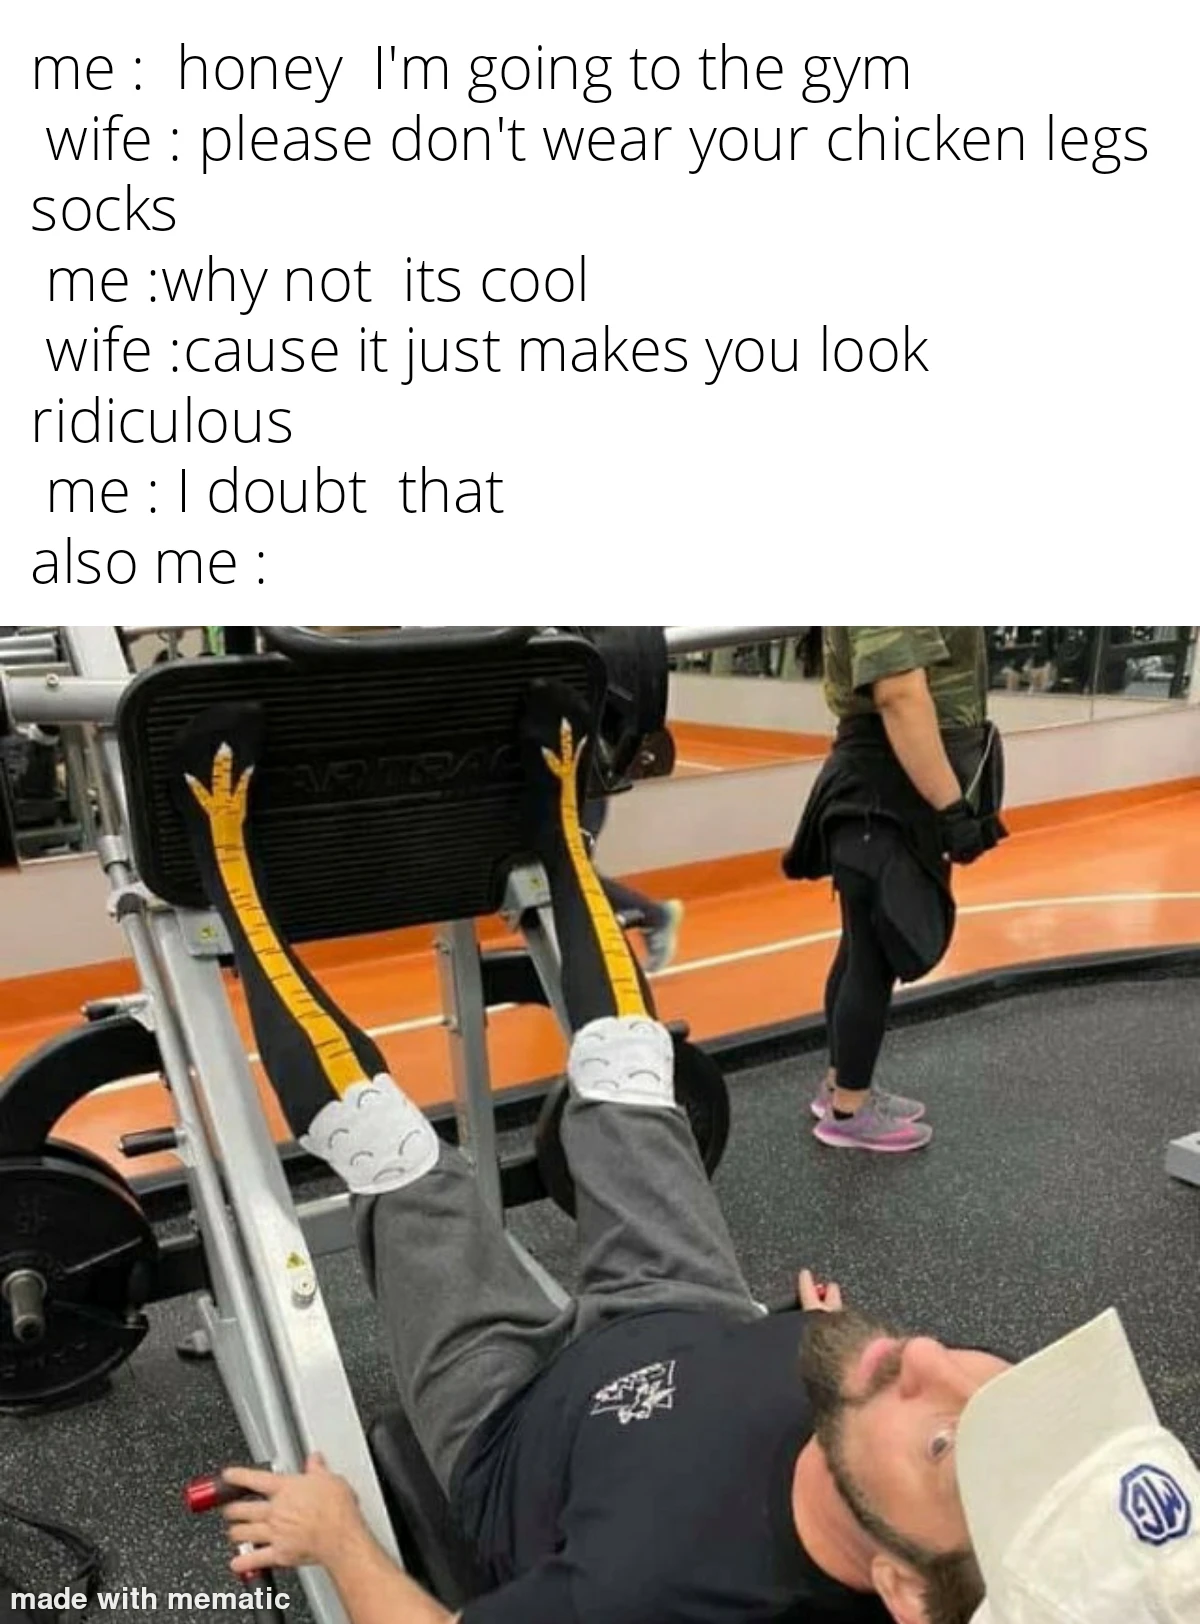 me :  honey  I'm going to the gym
wife : please don't wear your chicken legs
socks
me :why not  its cool
wife :cause it just makes you look
ridiculous
me : I doubt  that
also me :
MG
made with mematic